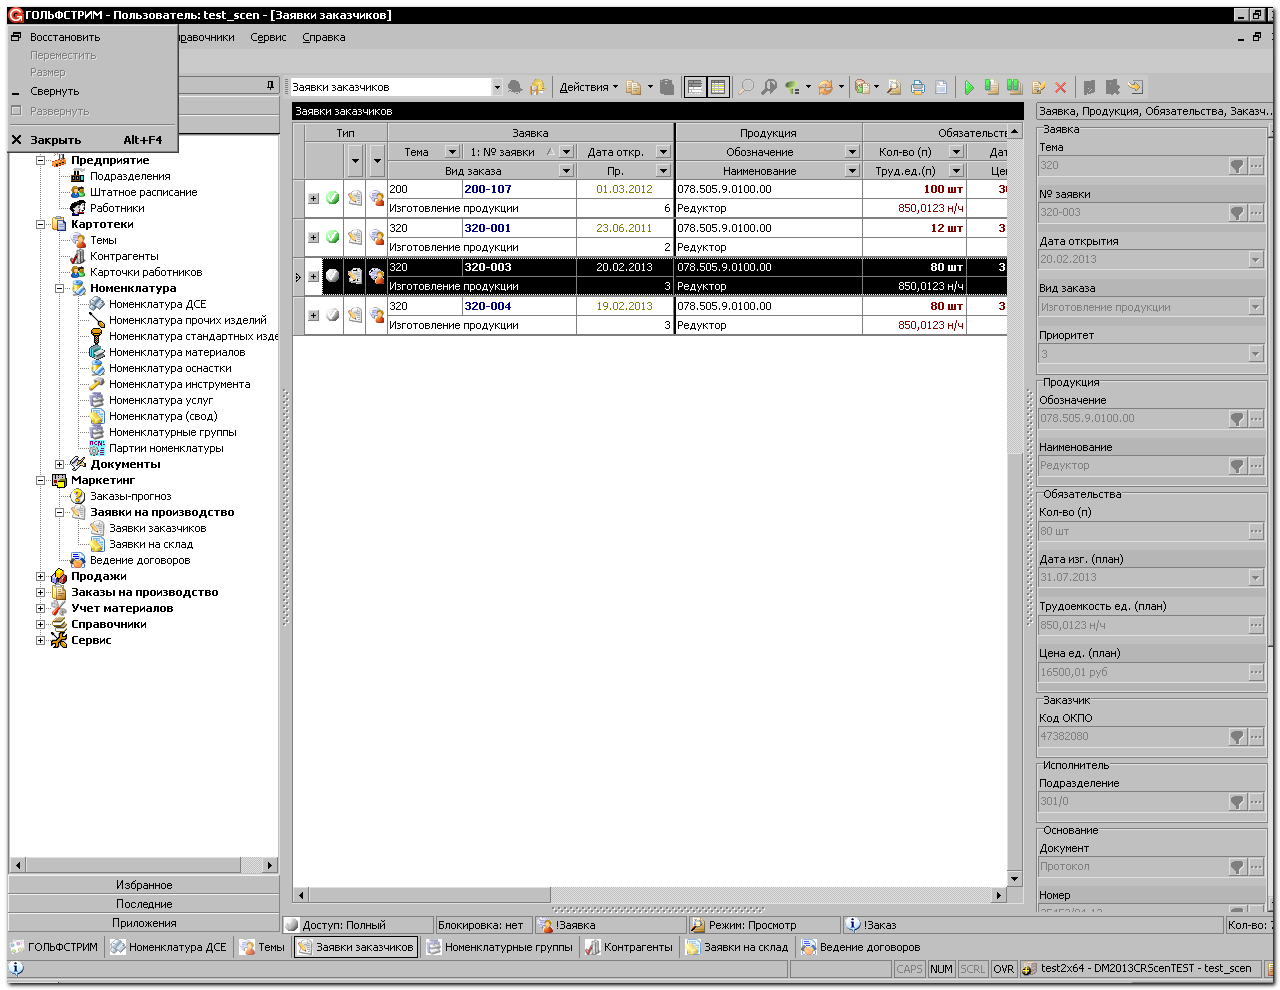 ГОЛЬФСТРИМ - Пользователь: test_scen - [Заявки заказчиков]
Восстановить
Переместить
Размер
Свернуть
Развернуть
Закрыть Alt+F4
Сервис Справка
Заявки заказчиков
Действия
Предприятие
Подразделения
Штатное расписание
Работники
Картотеки
Темы
Контрагенты
Карточки работников
Номенклатура
Номенклатура ДСЕ
Номенклатура прочих изделий
Номенклатура стандартных изде
Номенклатура материалов
Номенклатура оснастки
Номенклатура инструмента
Номенклатура услуг
Номенклатура (свод)
Номенклатурные группы
Партии номенклатуры
Документы
Маркетинг
Заказы-прогноз
Заявки на производство
Заявки заказчиков
Заявки на склад
Ведение договоров
Продажи
Заказы на производство
Учет материалов
Справочники
Сервис
Избранное
Последние
Приложения
Заявки заказчиков
Тип Заявка Продукция Обязательств
Тема 1: № заявки Дата откр. Обозначение Кол-во (п) Дат
Вид заказа Пр. Наименование Труд.ед.(п) Це
200 200-107 01.03.2012 078.505.9.0100.00 100 шт 3
Изготовление продукции 6 Редуктор 850,0123 н/ч
320 320-001 23.06.2011 078.505.9.0100.00 12 шт 3
Изготовление продукции 2 Редуктор
320 320-003 20.02.2013 078.505.9.0100.00 80 шт 3
Изготовление продукции 3 Редуктор 850,0123 н/ч
320 320-004 19.02.2013 078.505.9.0100.00 80 шт 3
Изготовление продукции 3 Редуктор 850,0123 н/ч
Заявка, Продукция, Обязательства, Заказч...
Заявка
Тема
320
№ заявки
320-003
Дата открытия
20.02.2013
Вид заказа
Изготовление продукции
Приоритет
3
Продукция
Обозначение
078.505.9.0100.00
Наименование
Редуктор
Обязательства
Кол-во (п)
80 шт
Дата изг. (план)
31.07.2013
Трудоемкость ед. (план)
850,0123 н/ч
Цена ед. (план)
16500,01 руб
Заказчик
Код ОКПО
47382080
Исполнитель
Подразделение
301/0
Основание
Документ
Протокол
Номер
Доступ: Полный Блокировка: нет !Заявка Режим: Просмотр !Заказ Кол-во:
ГОЛЬФСТРИМ Номенклатура ДСЕ Темы Заявки заказчиков Номенклатурные группы Контрагенты Заявки на склад Ведение договоров
CAPS NUM SCRL OVR test2x64 - DM2013CRScenTEST - test_scen